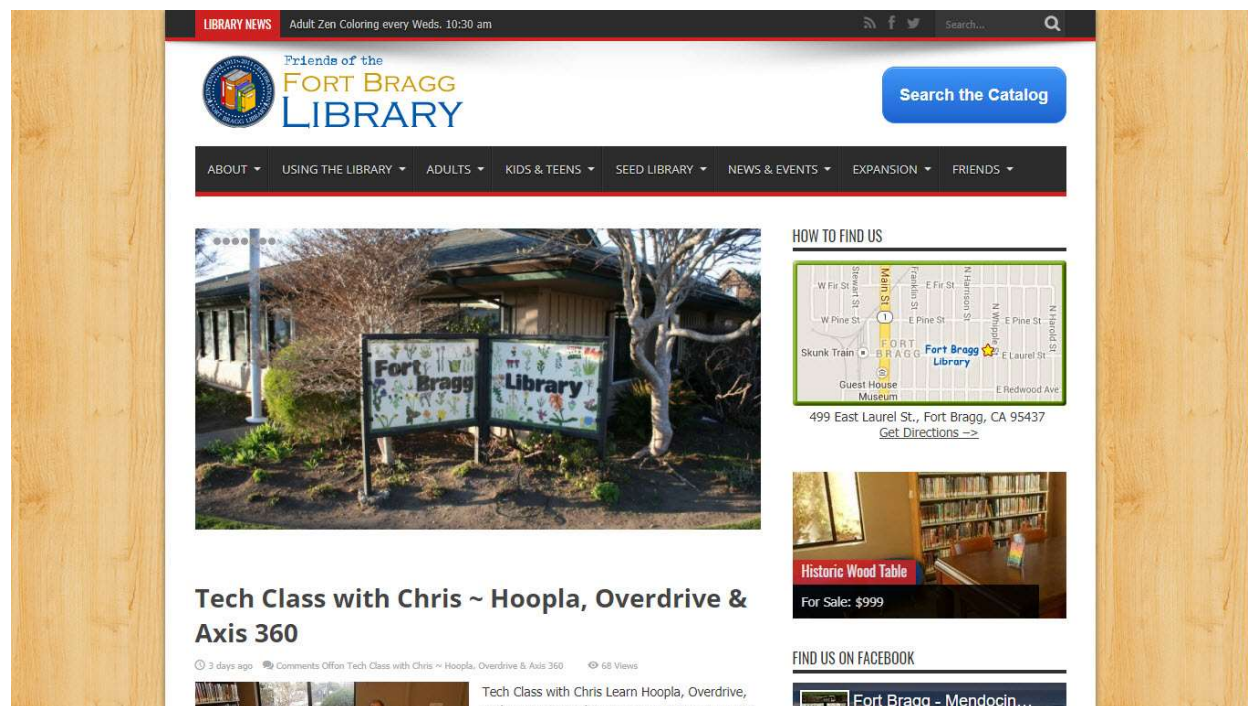 LIBRARY NEWS Adult Zen Coloring every Weds. 10:30 am Search...
Friends of the
FORT BRAGG
LIBRARY
Search the Catalog
ABOUT USING THE LIBRARY ADULTS KIDS & TEENS SEED LIBRARY NEWS & EVENTS EXPANSION FRIENDS
Fort
Bragg
Library
HOW TO FIND US
W Fir St
Stewart St
Main St
Franklin St
E Fir St
N Harrison St
W Pine St
1
E Pine St
N Whipple St
E Pine St
N Harold St
Skunk Train
FORT
BRAGG
Fort Bragg
Library
E Laurel St
Guest House
Museum
E Redwood Ave
499 East Laurel St., Fort Bragg, CA 95437
Get Directions –>
Historic Wood Table
For Sale: $999
Tech Class with Chris ~ Hoopla, Overdrive &
Axis 360
3 days ago Comments Offon Tech Class with Chris ~ Hoopla, Overdrive & Axis 360 68 Views
Tech Class with Chris Learn Hoopla, Overdrive,
FIND US ON FACEBOOK
Fort Bragg - Mendocin...